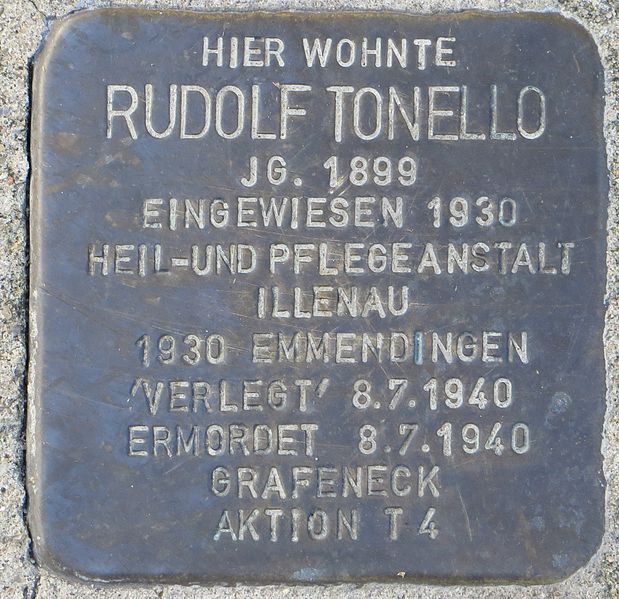 HIER WOHNTE
RUDOLF TONELLO
JG. 1899
EINGEWIESEN 1930
HEIL-UND PFLEGEANSTALT
ILLENAU
1930 EMMENDINGEN
'VERLEGT' 8.7.1940
ERMORDET 8.7.1940
GRAFENECK
AKTION T 4